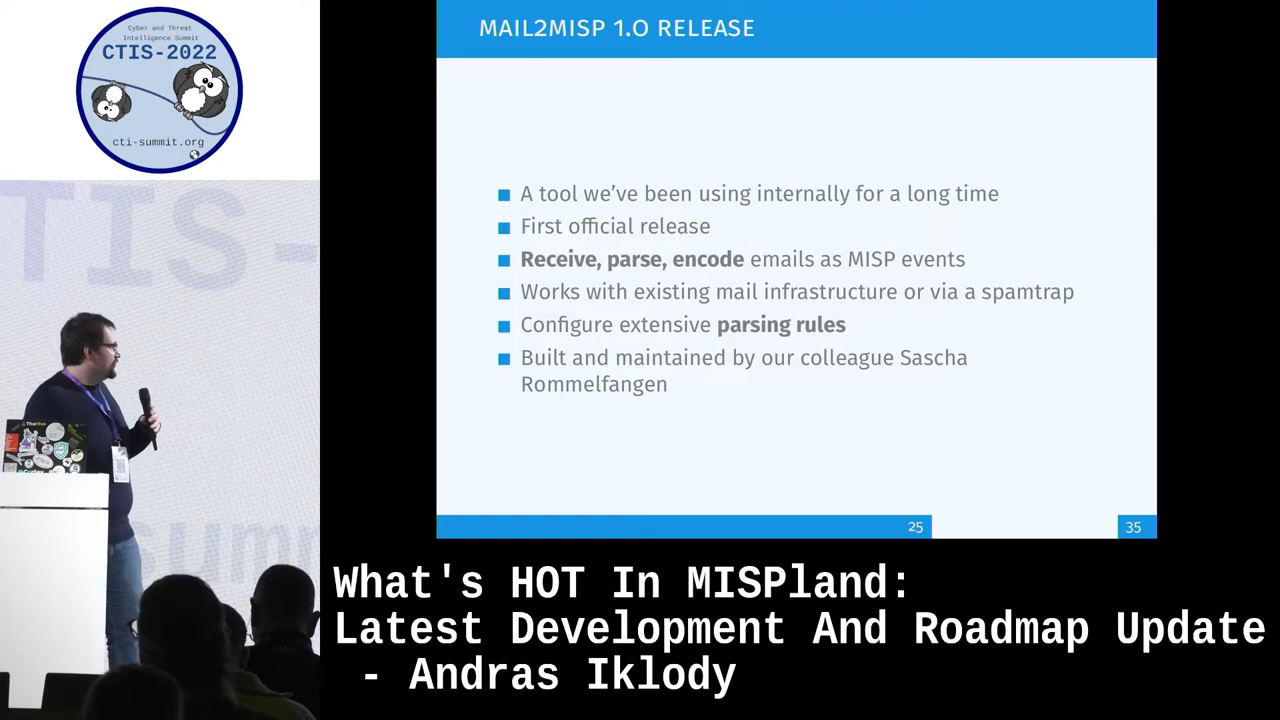 Cyber and Threat
Intelligence Summit
CTIS-2022
cti-summit.org
MAIL2MISP 1.0 RELEASE
A tool we've been using internally for a long time
First official release
Receive, parse, encode emails as MISP events
Works with existing mail infrastructure or via a spamtrap
Configure extensive parsing rules
Built and maintained by our colleague Sascha
Rommelfangen
25
35
TIS-
summ
TheHive
What's HOT In MISPland:
Latest Development And Roadmap Update
- Andras Iklody